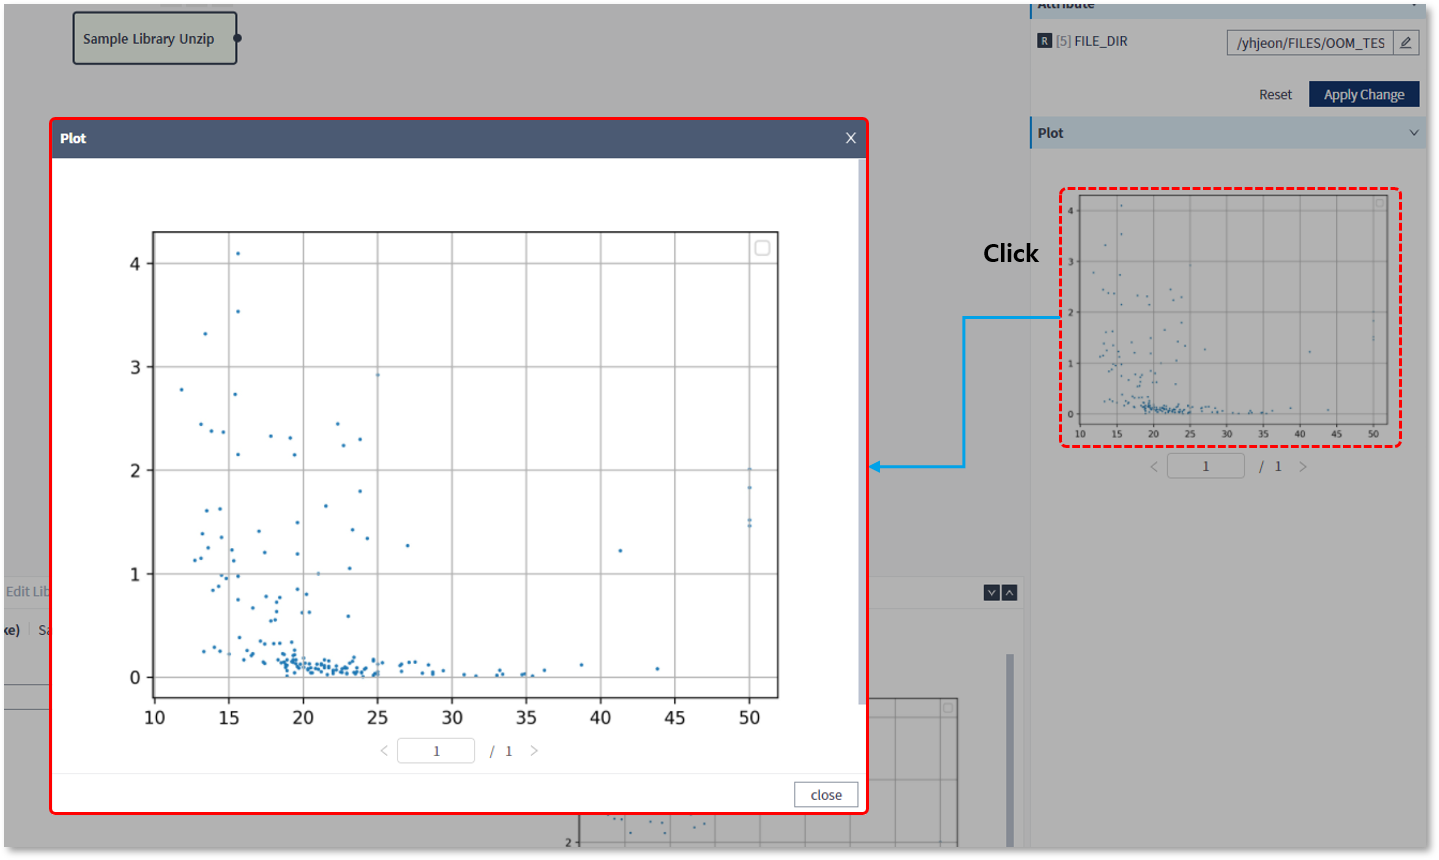 Attribute
Sample Library Unzip
R [5] FILE_DIR
/yhjeon/FILES/OOM_TES
Reset
Apply Change
Plot
X
Plot
4
3
2
1
0
10 15 20 25 30 35 40 45 50
< 1 / 1 >
close
Click
4
3
2
1
0
10 15 20 25 30 35 40 45 50
< 1 / 1 >
Edit Lib
ke)
Sa
2